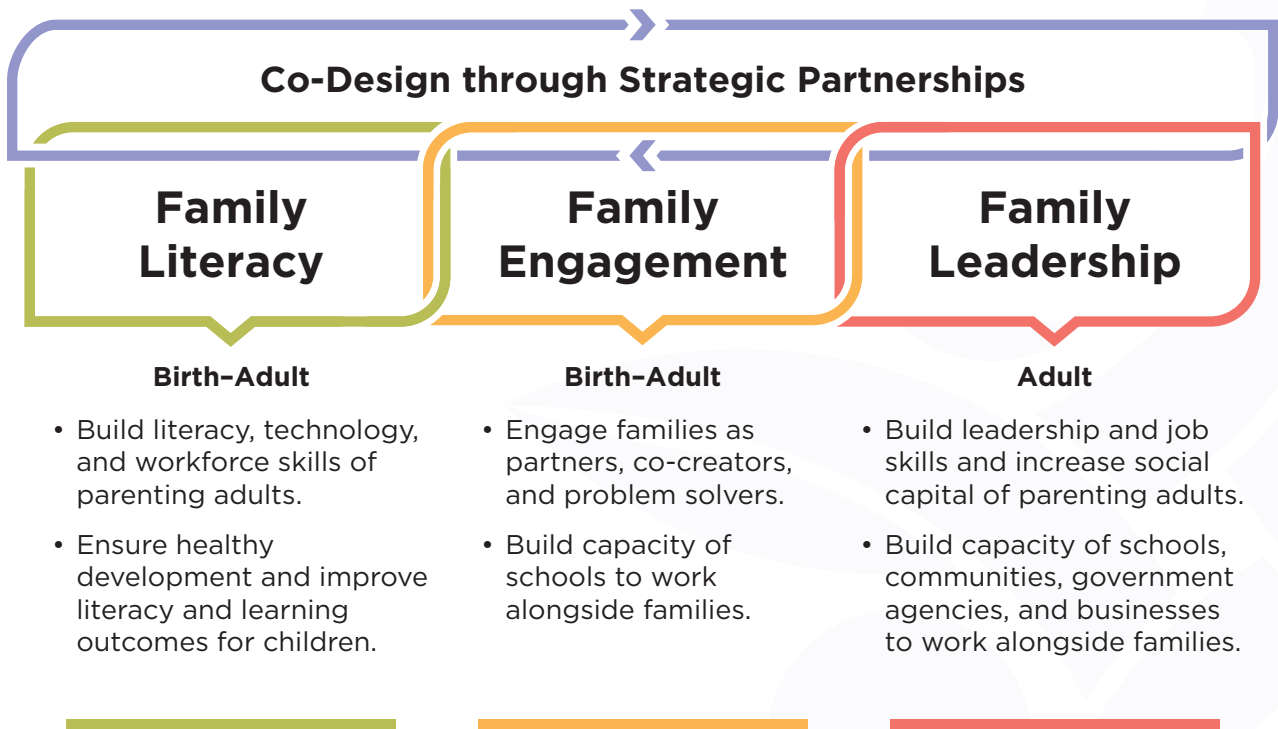 Co-Design through Strategic Partnerships
Family
Literacy
Birth–Adult
• Build literacy, technology,
and workforce skills of
parenting adults.
• Ensure healthy
development and improve
literacy and learning
outcomes for children.
Family
Engagement
Birth–Adult
• Engage families as
partners, co-creators,
and problem solvers.
• Build capacity of
schools to work
alongside families.
Family
Leadership
Adult
• Build leadership and job
skills and increase social
capital of parenting adults.
• Build capacity of schools,
communities, government
agencies, and businesses
to work alongside families.